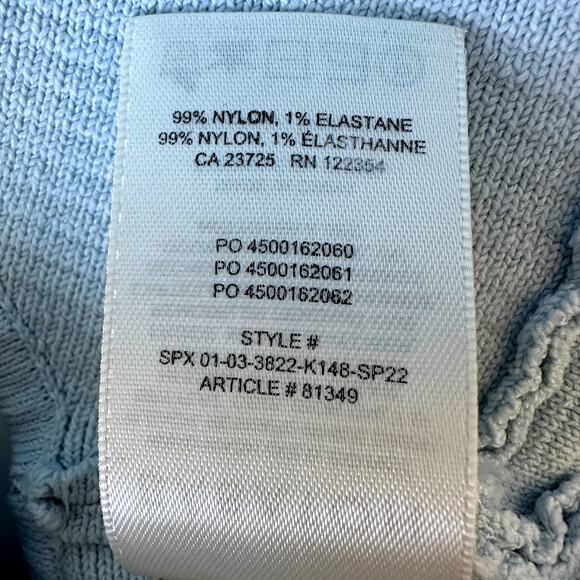 99% NYLON, 1% ELASTANE
99% NYLON, 1% ÉLASTHANNE
CA 23725 RN 122354
PO 4500162060
PO 4500162061
PO 4500162062
STYLE #
SPX 01-03-3822-K148-SP22
ARTICLE # 81349